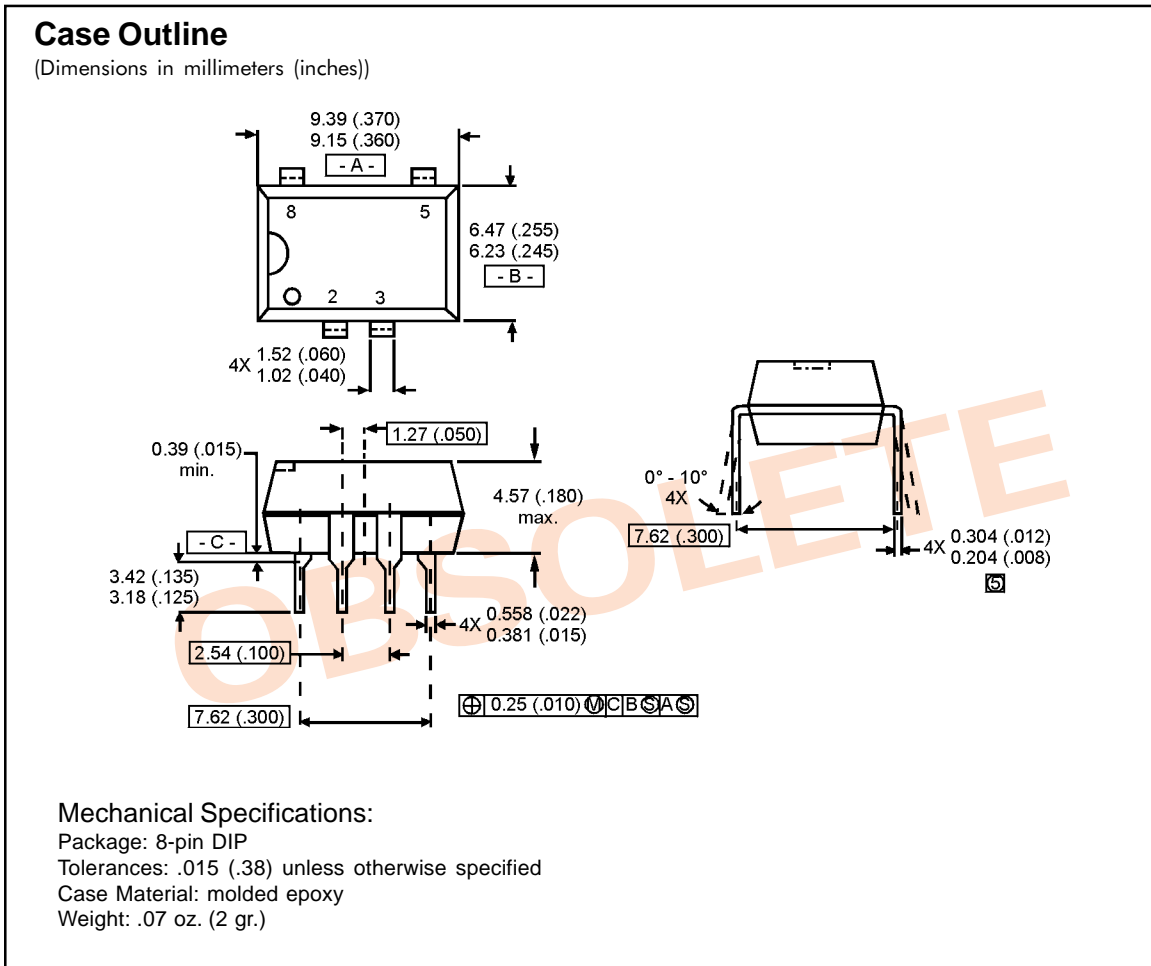 Case Outline
(Dimensions in millimeters (inches))
9.39 (.370)
9.15 (.360)
- A -
8
5
6.47 (.255)
6.23 (.245)
- B -
2
3
4X 1.52 (.060)
1.02 (.040)
1.27 (.050)
0.39 (.015)
min.
4.57 (.180)
max.
- C -
3.42 (.135)
3.18 (.125)
4X 0.558 (.022)
0.381 (.015)
2.54 (.100)
7.62 (.300)
0.25 (.010) Ⓜ C B Ⓢ A Ⓢ
0° - 10°
4X
7.62 (.300)
4X 0.304 (.012)
0.204 (.008)
⑤
OBSOLETE
Mechanical Specifications:
Package: 8-pin DIP
Tolerances: .015 (.38) unless otherwise specified
Case Material: molded epoxy
Weight: .07 oz. (2 gr.)